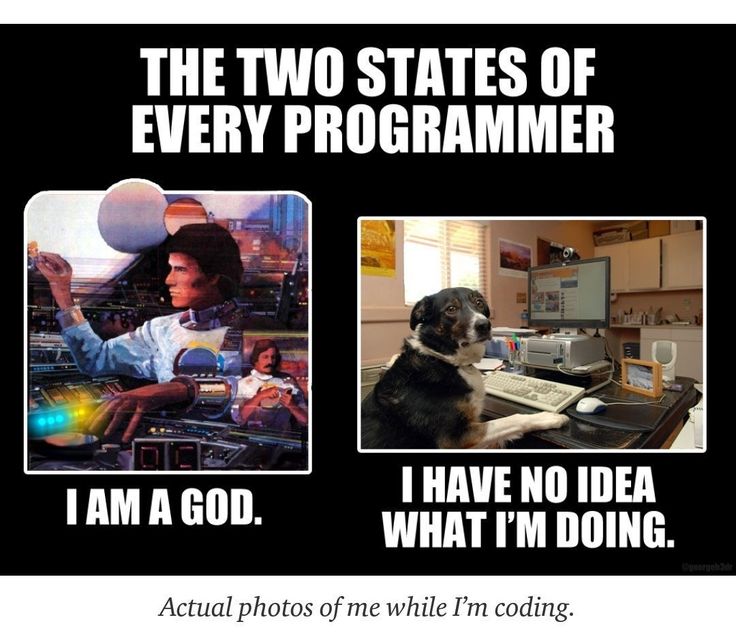 THE TWO STATES OF
EVERY PROGRAMMER
I AM A GOD.
I HAVE NO IDEA
WHAT I'M DOING.
Actual photos of me while I'm coding.